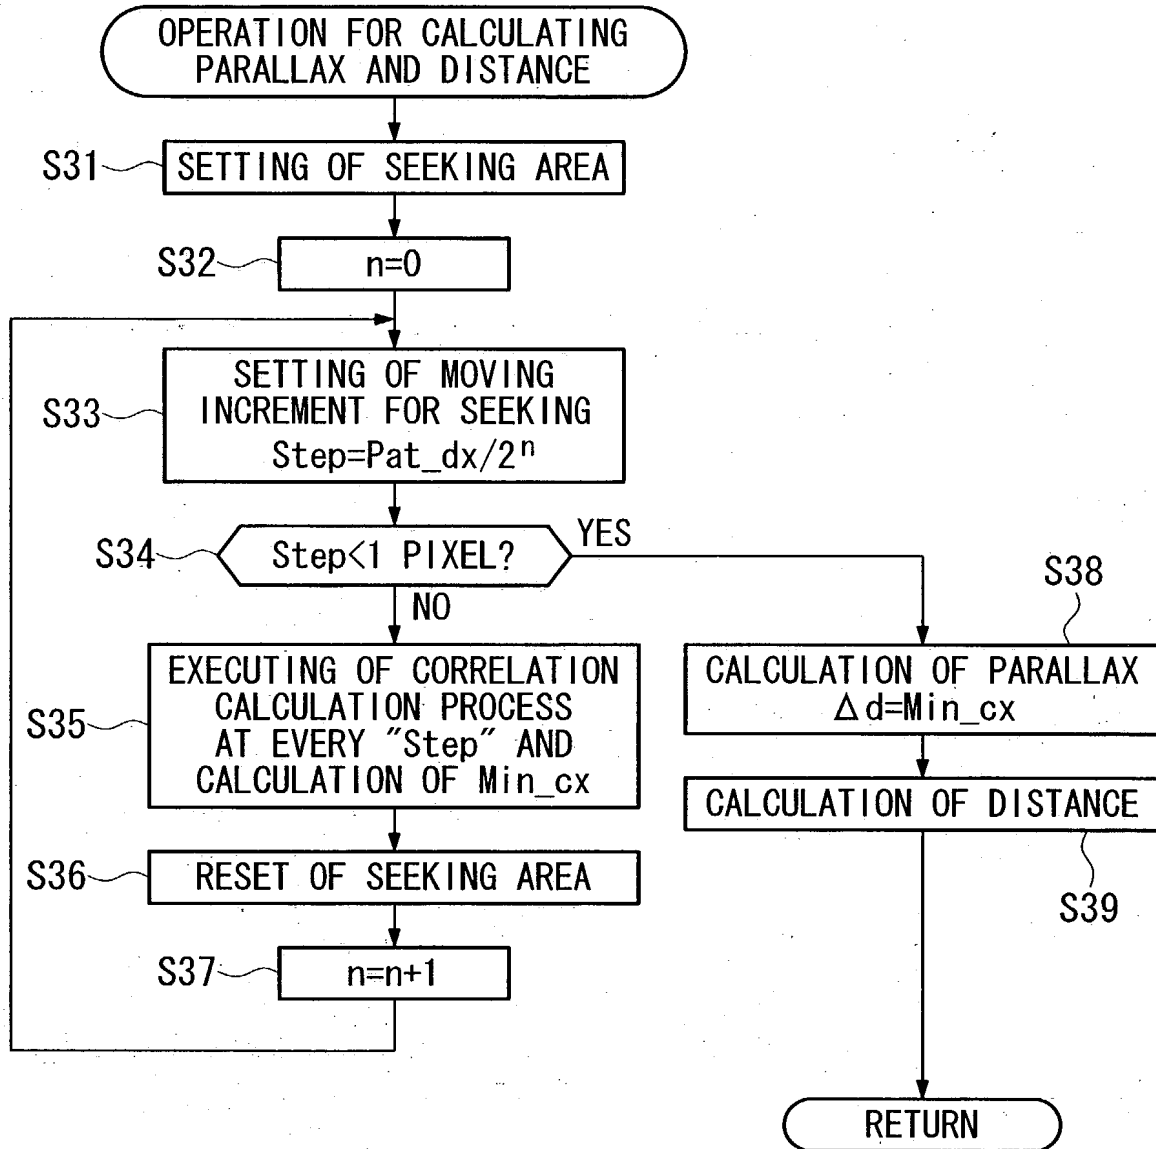 OPERATION FOR CALCULATING
PARALLAX AND DISTANCE
S31
SETTING OF SEEKING AREA
S32
n=0
S33
SETTING OF MOVING
INCREMENT FOR SEEKING
Step=Pat_dx/2ⁿ
S34
Step<1 PIXEL?
YES
NO
S35
EXECUTING OF CORRELATION
CALCULATION PROCESS
AT EVERY "Step" AND
CALCULATION OF Min_cx
S36
RESET OF SEEKING AREA
S37
n=n+1
S38
CALCULATION OF PARALLAX
Δd=Min_cx
CALCULATION OF DISTANCE
S39
RETURN